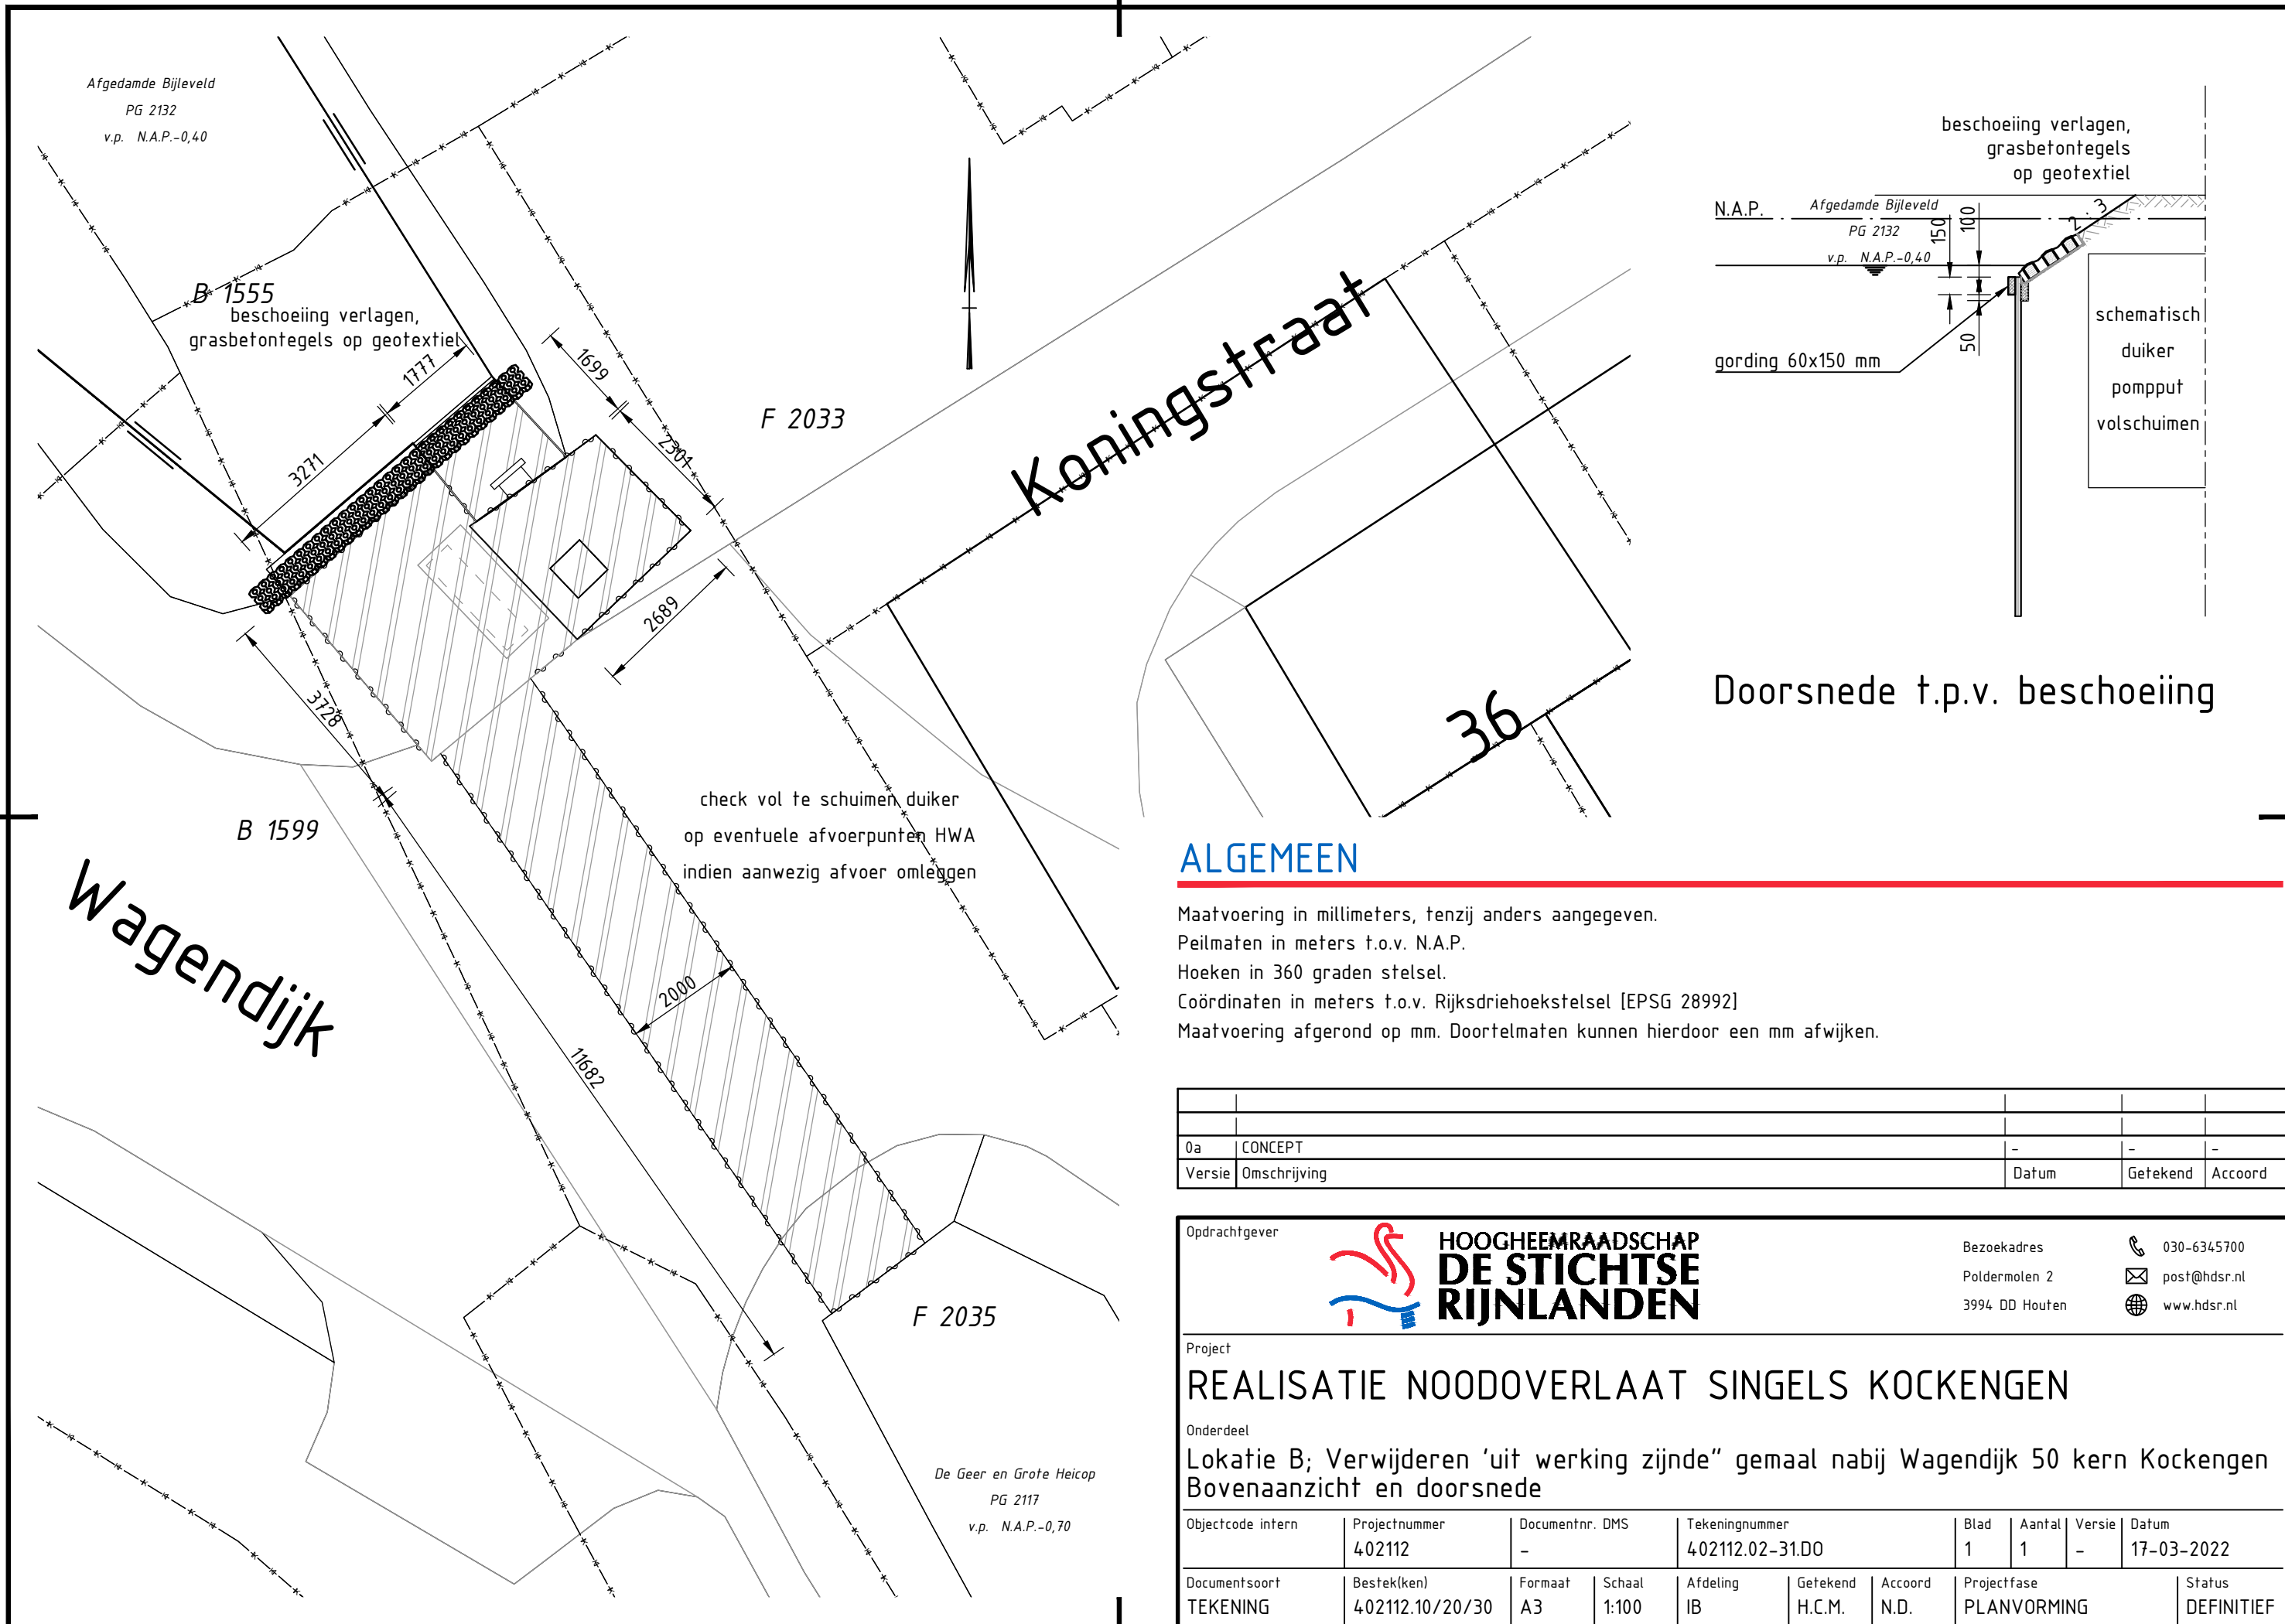 Afgedamde Bijleveld
PG 2132
v.p. N.A.P.-0,40
B 1555
beschoeiing verlagen,
grasbetontegels op geotextiel
1777
3271
1699
2301
2689
3728
F 2033
Koningstraat
36
B 1599
Wagendijk
check vol te schuimen duiker
op eventuele afvoerpunten HWA
indien aanwezig afvoer omleggen
2000
11682
F 2035
De Geer en Grote Heicop
PG 2117
v.p. N.A.P.-0,70
beschoeiing verlagen,
grasbetontegels
op geotextiel
N.A.P.
Afgedamde Bijleveld
PG 2132
v.p. N.A.P.-0,40
150
100
2 : 3
50
gording 60x150 mm
schematisch
duiker
pompput
volschuimen
Doorsnede t.p.v. beschoeiing
ALGEMEEN
Maatvoering in millimeters, tenzij anders aangegeven.
Peilmaten in meters t.o.v. N.A.P.
Hoeken in 360 graden stelsel.
Coördinaten in meters t.o.v. Rijksdriehoekstelsel [EPSG 28992]
Maatvoering afgerond op mm. Doortelmaten kunnen hierdoor een mm afwijken.
0a CONCEPT - - -
Versie Omschrijving Datum Getekend Accoord
Opdrachtgever
HOOGHEEMRAADSCHAP
DE STICHTSE
RIJNLANDEN
Bezoekadres 030-6345700
Poldermolen 2 post@hdsr.nl
3994 DD Houten www.hdsr.nl
Project
REALISATIE NOODOVERLAAT SINGELS KOCKENGEN
Onderdeel
Lokatie B; Verwijderen 'uit werking zijnde" gemaal nabij Wagendijk 50 kern Kockengen
Bovenaanzicht en doorsnede
Objectcode intern Projectnummer Documentnr. DMS Tekeningnummer Blad Aantal Versie Datum
402112 - 402112.02-31.DO 1 1 - 17-03-2022
Documentsoort Bestek(ken) Formaat Schaal Afdeling Getekend Accoord Projectfase Status
TEKENING 402112.10/20/30 A3 1:100 IB H.C.M. N.D. PLANVORMING DEFINITIEF